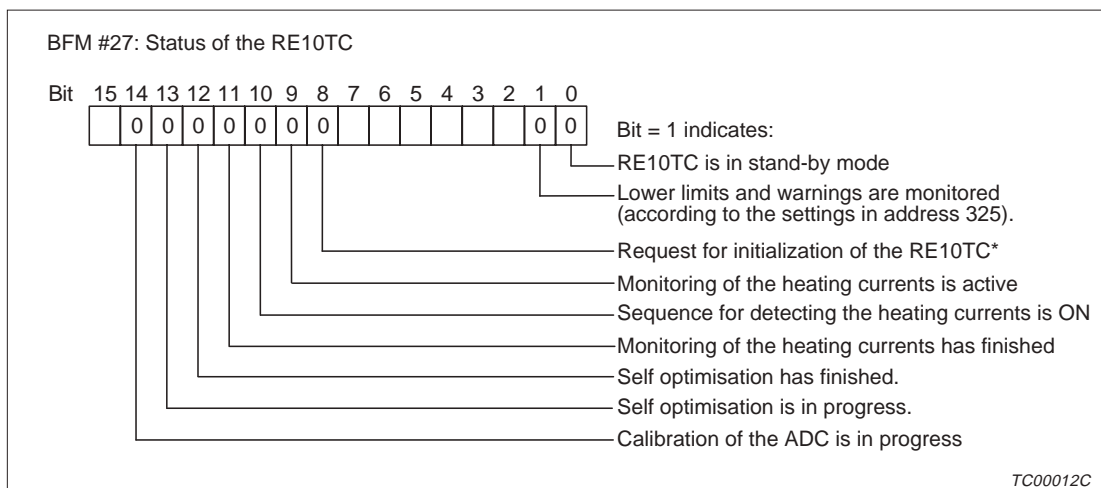 BFM #27: Status of the RE10TC
Bit 15 14 13 12 11 10 9 8 7 6 5 4 3 2 1 0
0 0 0 0 0 0 0 0 0
Bit = 1 indicates:
RE10TC is in stand-by mode
Lower limits and warnings are monitored
(according to the settings in address 325).
Request for initialization of the RE10TC*
Monitoring of the heating currents is active
Sequence for detecting the heating currents is ON
Monitoring of the heating currents has finished
Self optimisation has finished.
Self optimisation is in progress.
Calibration of the ADC is in progress
TC00012C